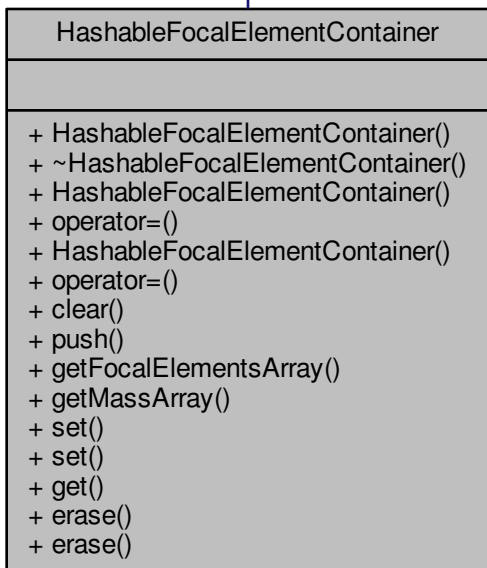 HashableFocalElementContainer
+ HashableFocalElementContainer()
+ ~HashableFocalElementContainer()
+ HashableFocalElementContainer()
+ operator=()
+ HashableFocalElementContainer()
+ operator=()
+ clear()
+ push()
+ getFocalElementsArray()
+ getMassArray()
+ set()
+ set()
+ get()
+ erase()
+ erase()